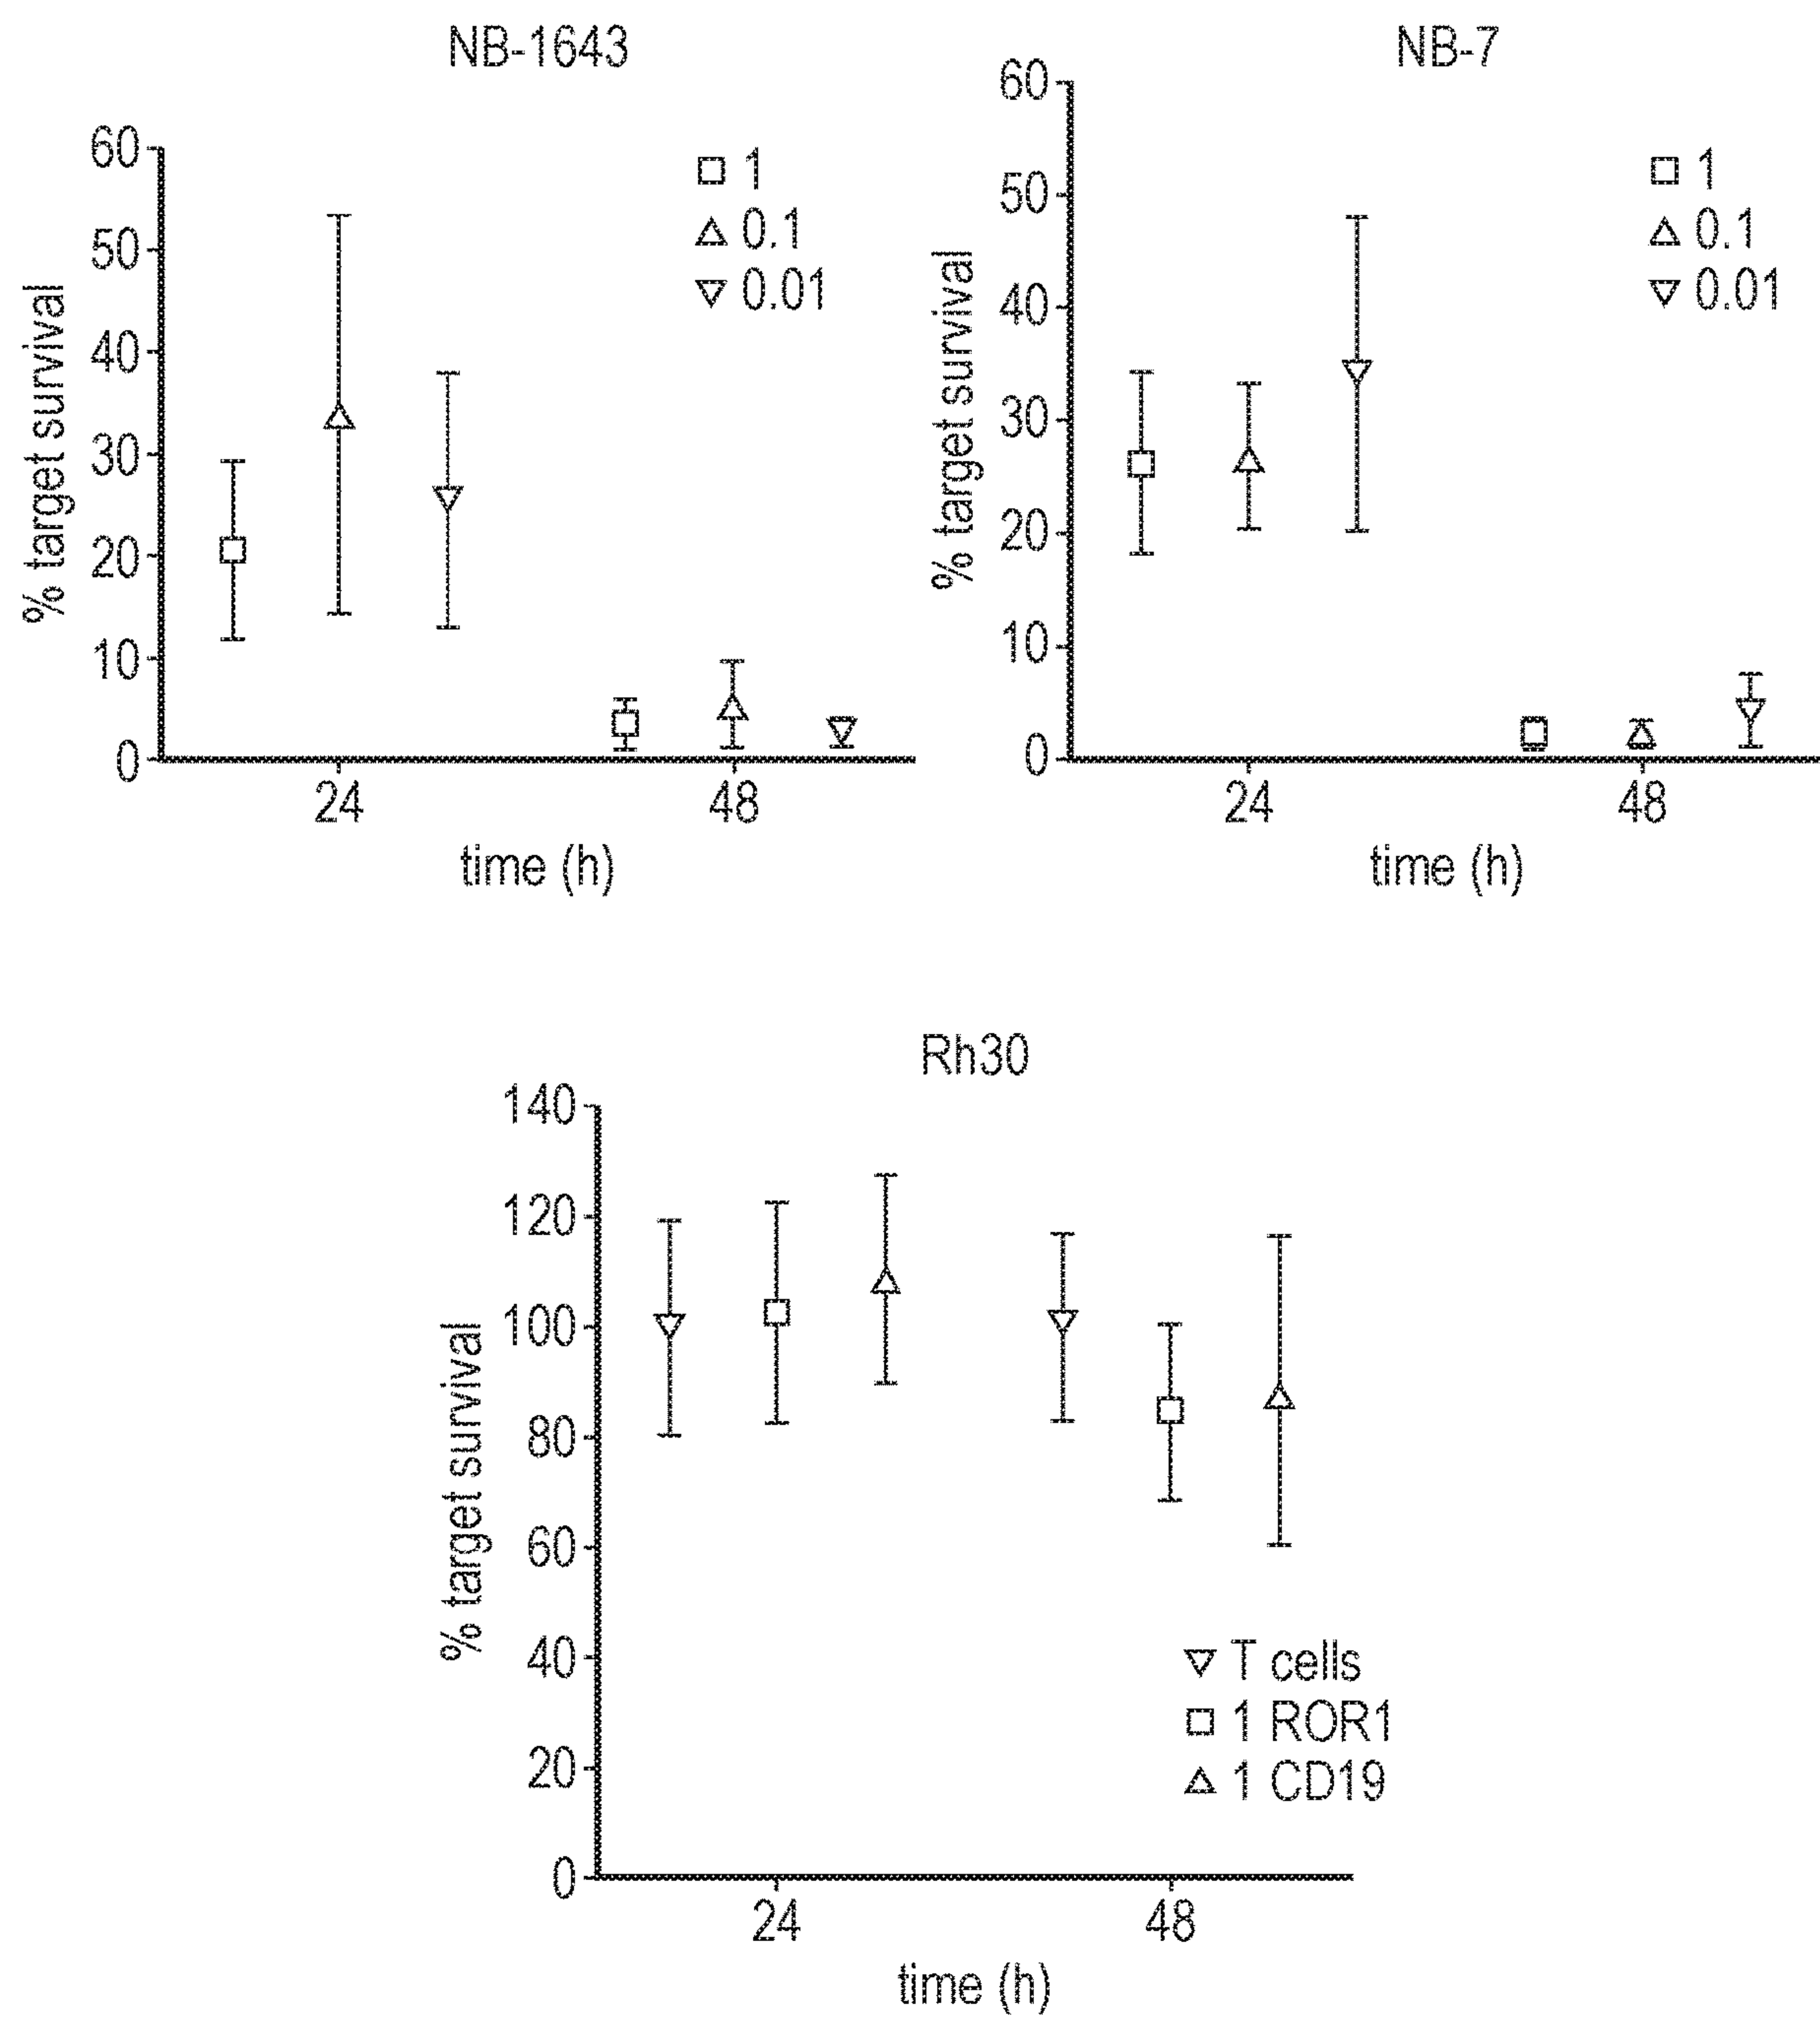 NB-1643
60
50
40
30
20
10
0
% target survival
□ 1
△ 0.1
▽ 0.01
24
48
time (h)
NB-7
60
50
40
30
20
10
0
% target survival
□ 1
△ 0.1
▽ 0.01
24
48
time (h)
Rh30
140
120
100
80
60
40
20
0
% target survival
▽ T cells
□ 1 ROR1
△ 1 CD19
24
48
time (h)